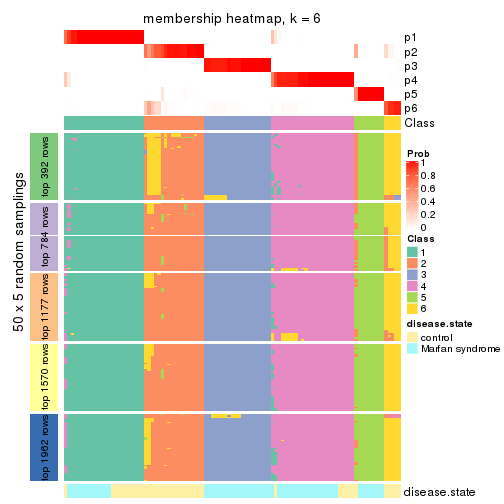 membership heatmap, k = 6
p1
p2
p3
p4
p5
p6
Class
50 x 5 random samplings
top 392 rows
top 784 rows
top 1177 rows
top 1570 rows
top 1962 rows
Prob
1
0.8
0.6
0.4
0.2
0
Class
1
2
3
4
5
6
disease.state
control
Marfan syndrome
disease.state